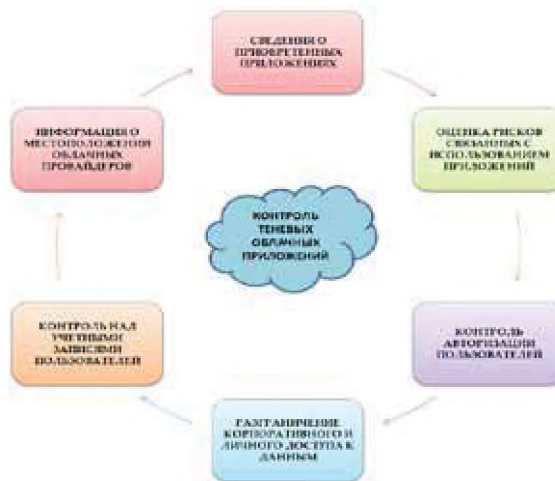 СВЕДЕНИЯ О
ПРИОБРЕТЕННЫХ
ПРИЛОЖЕНИЯХ
ОЦЕНКА РИСКОВ
СВЯЗАННЫХ С
ИСПОЛЬЗОВАНИЕМ
ПРИЛОЖЕНИЙ
КОНТРОЛЬ
АВТОРИЗАЦИИ
ПОЛЬЗОВАТЕЛЕЙ
РАЗГРАНИЧЕНИЕ
КОРПОРАТИВНОГО И
ЛИЧНОГО ДОСТУПА К
ДАННЫМ
КОНТРОЛЬ НАД
УЧЕТНЫМИ
ЗАПИСЯМИ
ПОЛЬЗОВАТЕЛЕЙ
ИНФОРМАЦИЯ О
МЕСТОПОЛОЖЕНИИ
ОБЛАЧНЫХ
ПРОВАЙДЕРОВ
КОНТРОЛЬ
ТЕНЕВЫХ
ОБЛАЧНЫХ
ПРИЛОЖЕНИЙ